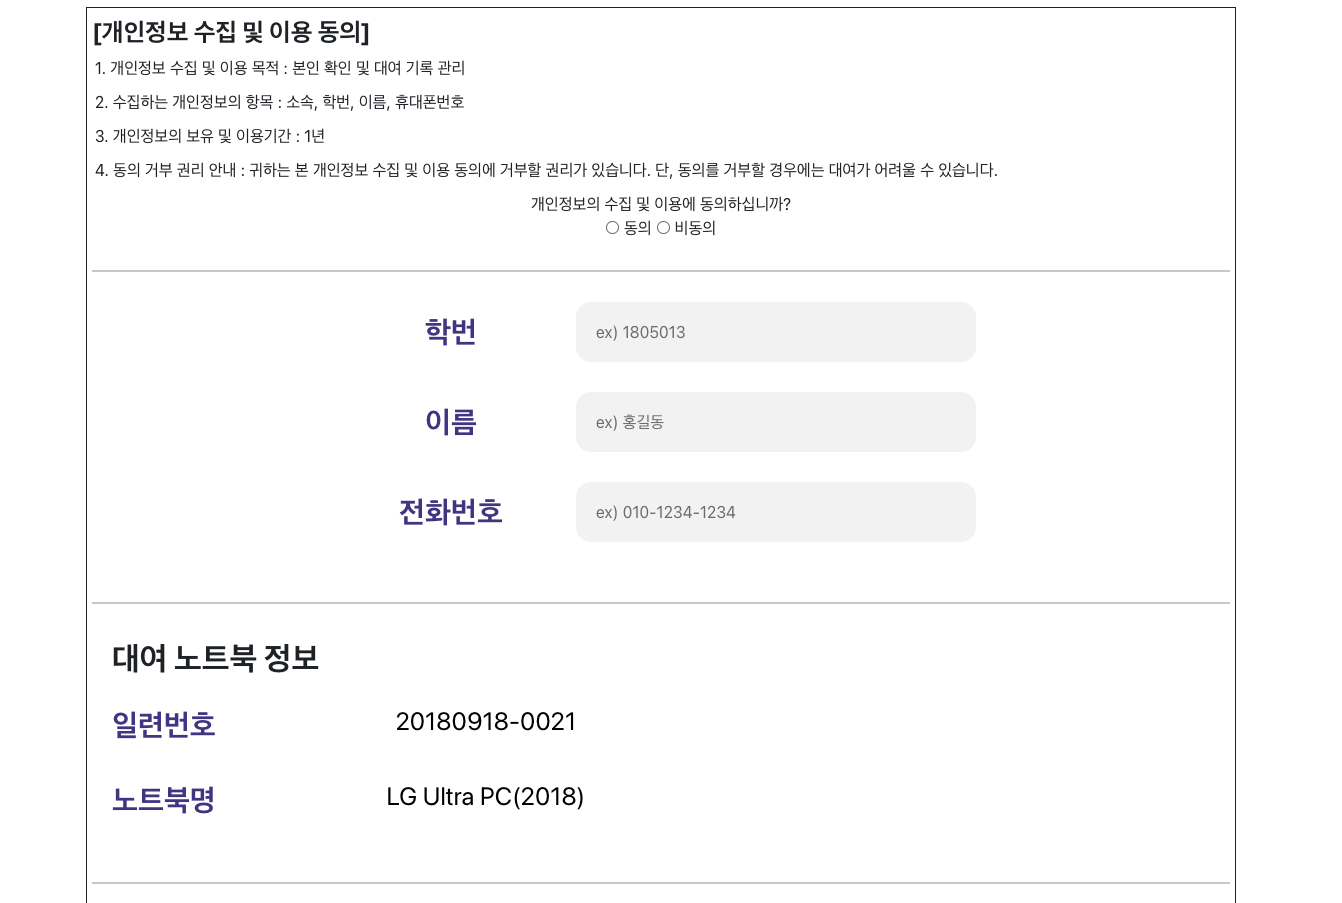 [개인정보 수집 및 이용 동의]
1. 개인정보 수집 및 이용 목적 : 본인 확인 및 대여 기록 관리
2. 수집하는 개인정보의 항목 : 소속, 학번, 이름, 휴대폰번호
3. 개인정보의 보유 및 이용기간 : 1년
4. 동의 거부 권리 안내 : 귀하는 본 개인정보 수집 및 이용 동의에 거부할 권리가 있습니다. 단, 동의를 거부할 경우에는 대여가 어려울 수 있습니다.
개인정보의 수집 및 이용에 동의하십니까?
동의 비동의
학번 ex) 1805013
이름 ex) 홍길동
전화번호 ex) 010-1234-1234
대여 노트북 정보
일련번호 20180918-0021
노트북명 LG Ultra PC(2018)